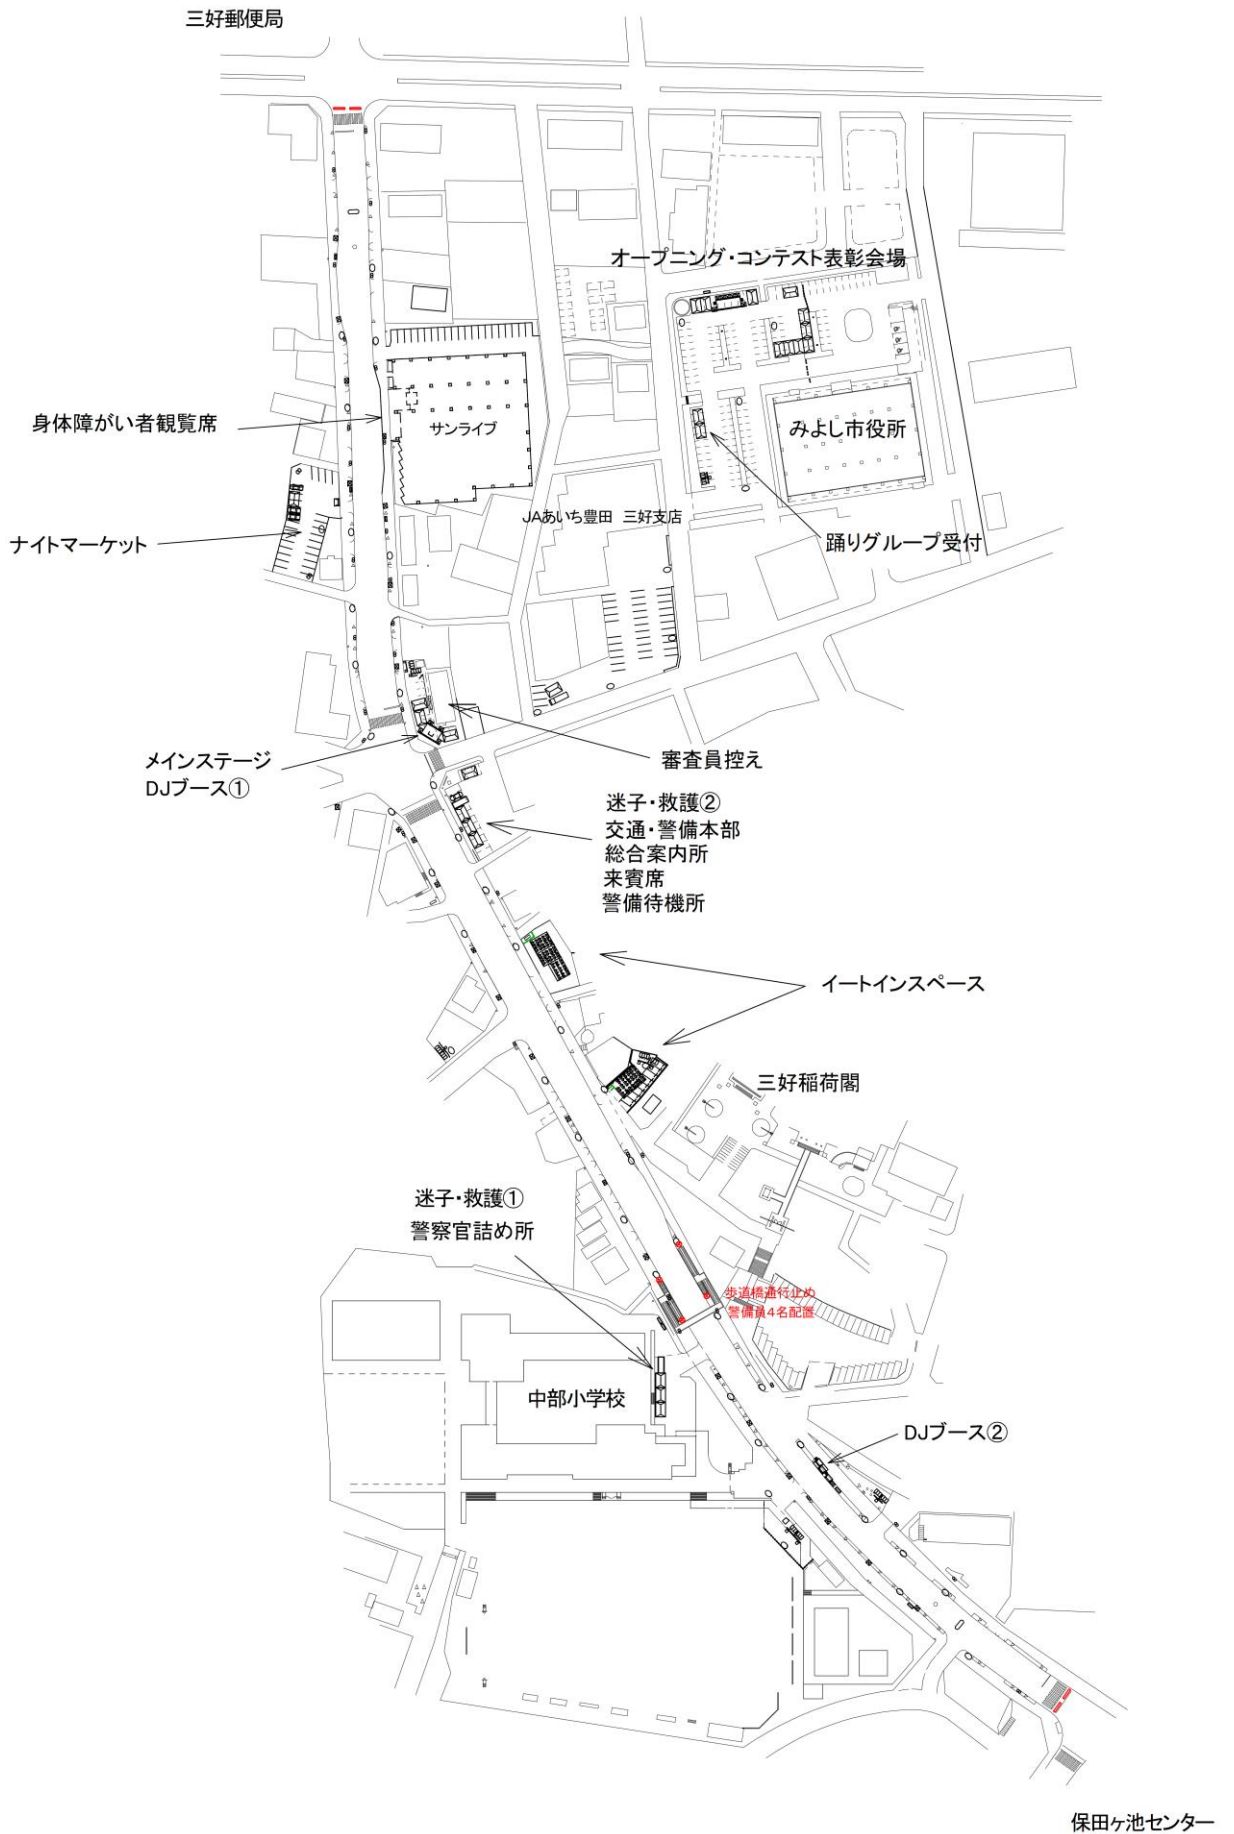 三好郵便局
オープニング・コンテスト表彰会場
身体障がい者観覧席
サンライブ
みよし市役所
JAあいち豊田 三好支店
ナイトマーケット
踊りグループ受付
メインステージ
DJブース①
審査員控え
迷子・救護②
交通・警備本部
総合案内所
来賓席
警備待機所
イートインスペース
三好稲荷閣
迷子・救護①
警察官詰め所
歩道橋通行止め
警備員4名配置
中部小学校
DJブース②
保田ヶ池センター